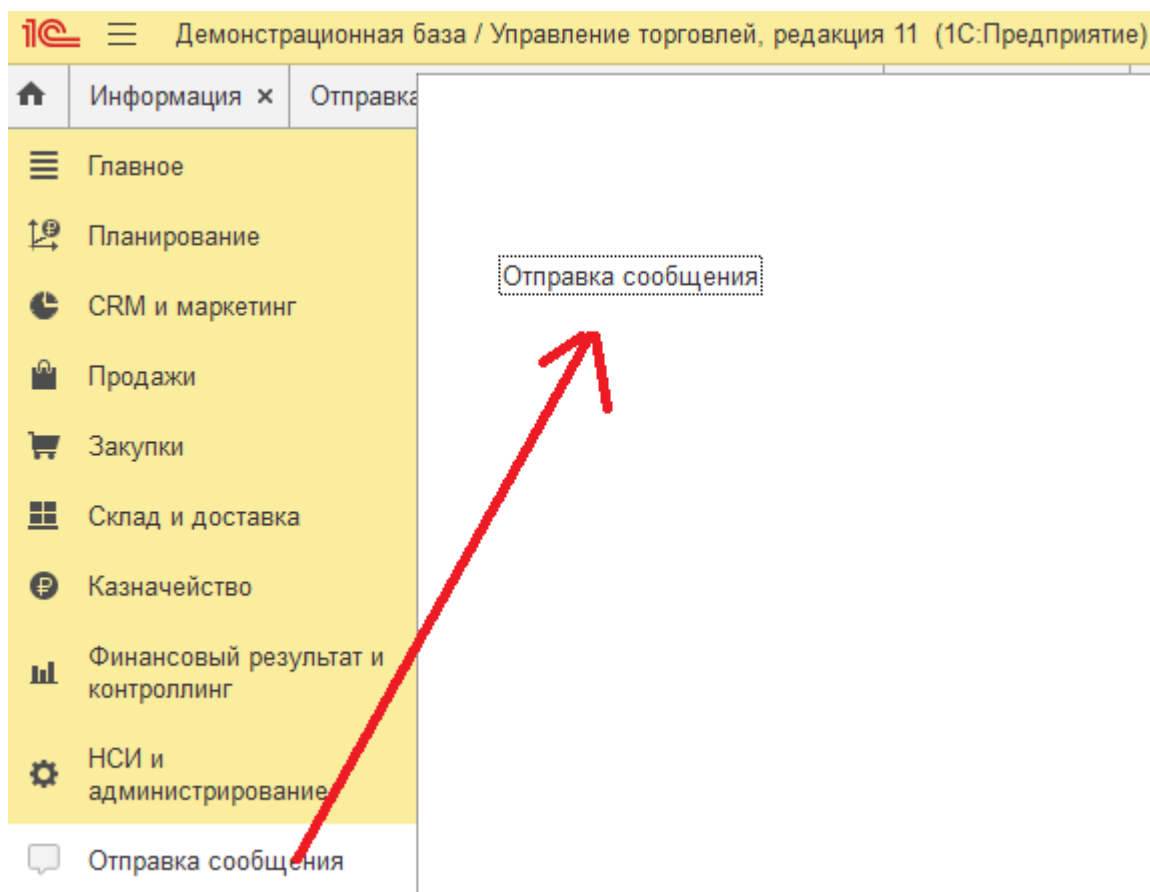 1С Демонстрационная база / Управление торговлей, редакция 11 (1С:Предприятие)
Информация × Отправка
Главное
Планирование
CRM и маркетинг
Продажи
Закупки
Склад и доставка
Казначейство
Финансовый результат и
контроллинг
НСИ и
администрирование
Отправка сообщения
Отправка сообщения